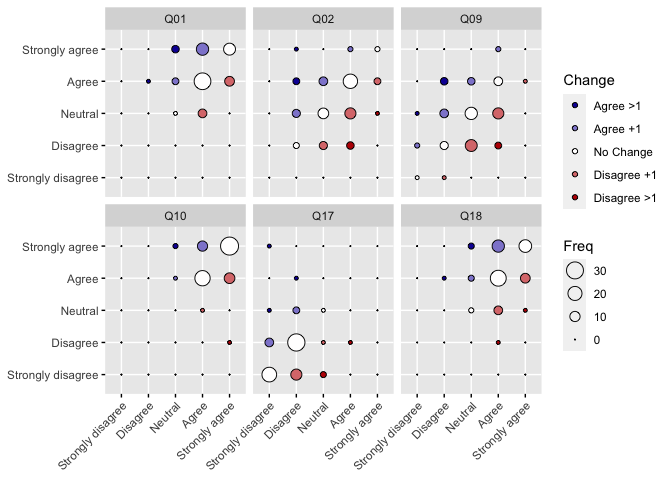 Q01
Q02
Q09
Strongly agree
Agree
Neutral
Disagree
Strongly disagree
Q10
Q17
Q18
Strongly agree
Agree
Neutral
Disagree
Strongly disagree
Strongly disagree
Disagree
Neutral
Agree
Strongly agree
Strongly disagree
Disagree
Neutral
Agree
Strongly agree
Strongly disagree
Disagree
Neutral
Agree
Strongly agree
Change
Agree >1
Agree +1
No Change
Disagree +1
Disagree >1
Freq
30
20
10
0